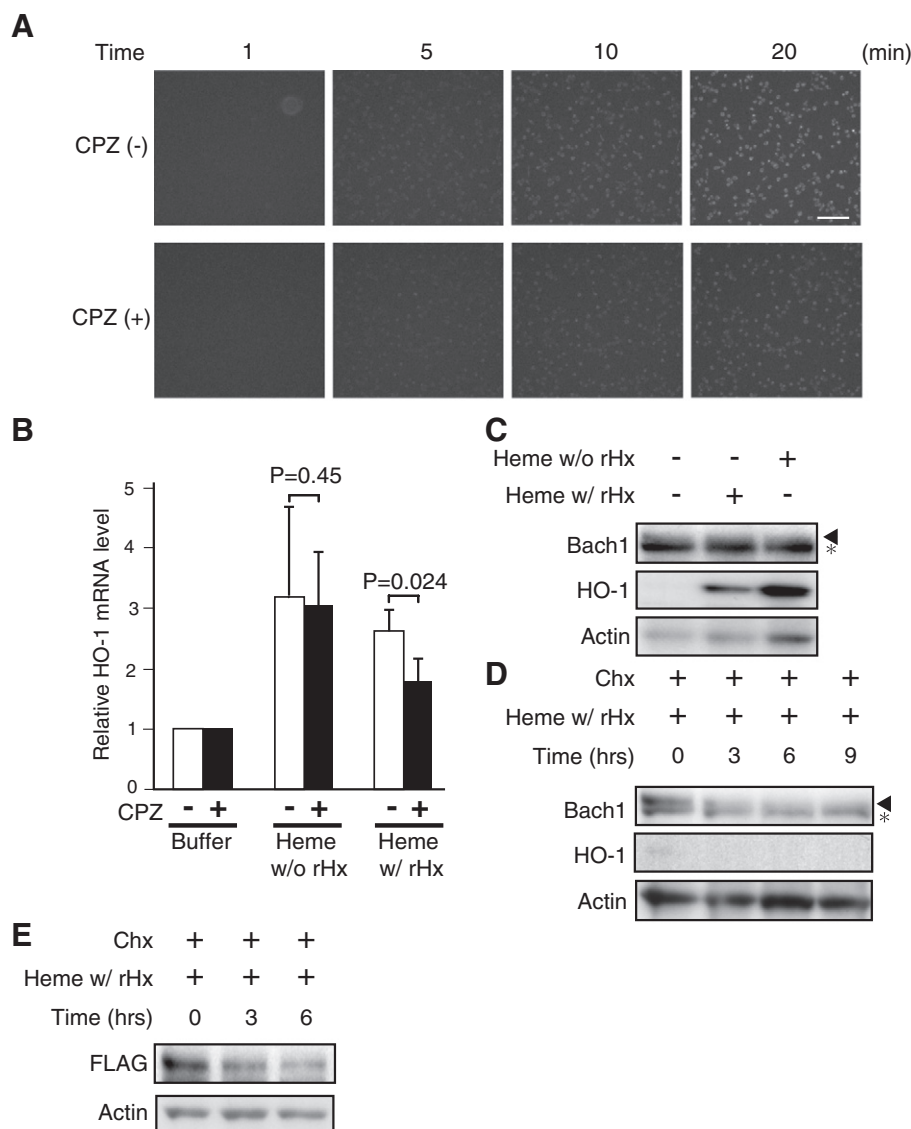 A
Time 1 5 10 20 (min)
CPZ (-)
CPZ (+)
B
Relative HO-1 mRNA level
5
4
3
2
1
0
P=0.45
P=0.024
CPZ - + - + - +
Buffer Heme Heme
w/o rHx w/ rHx
C
Heme w/o rHx - - +
Heme w/ rHx - + -
Bach1 ◀
*
HO-1
Actin
D
Chx + + + +
Heme w/ rHx + + + +
Time (hrs) 0 3 6 9
Bach1 ◀
*
HO-1
Actin
E
Chx + + +
Heme w/ rHx + + +
Time (hrs) 0 3 6
FLAG
Actin